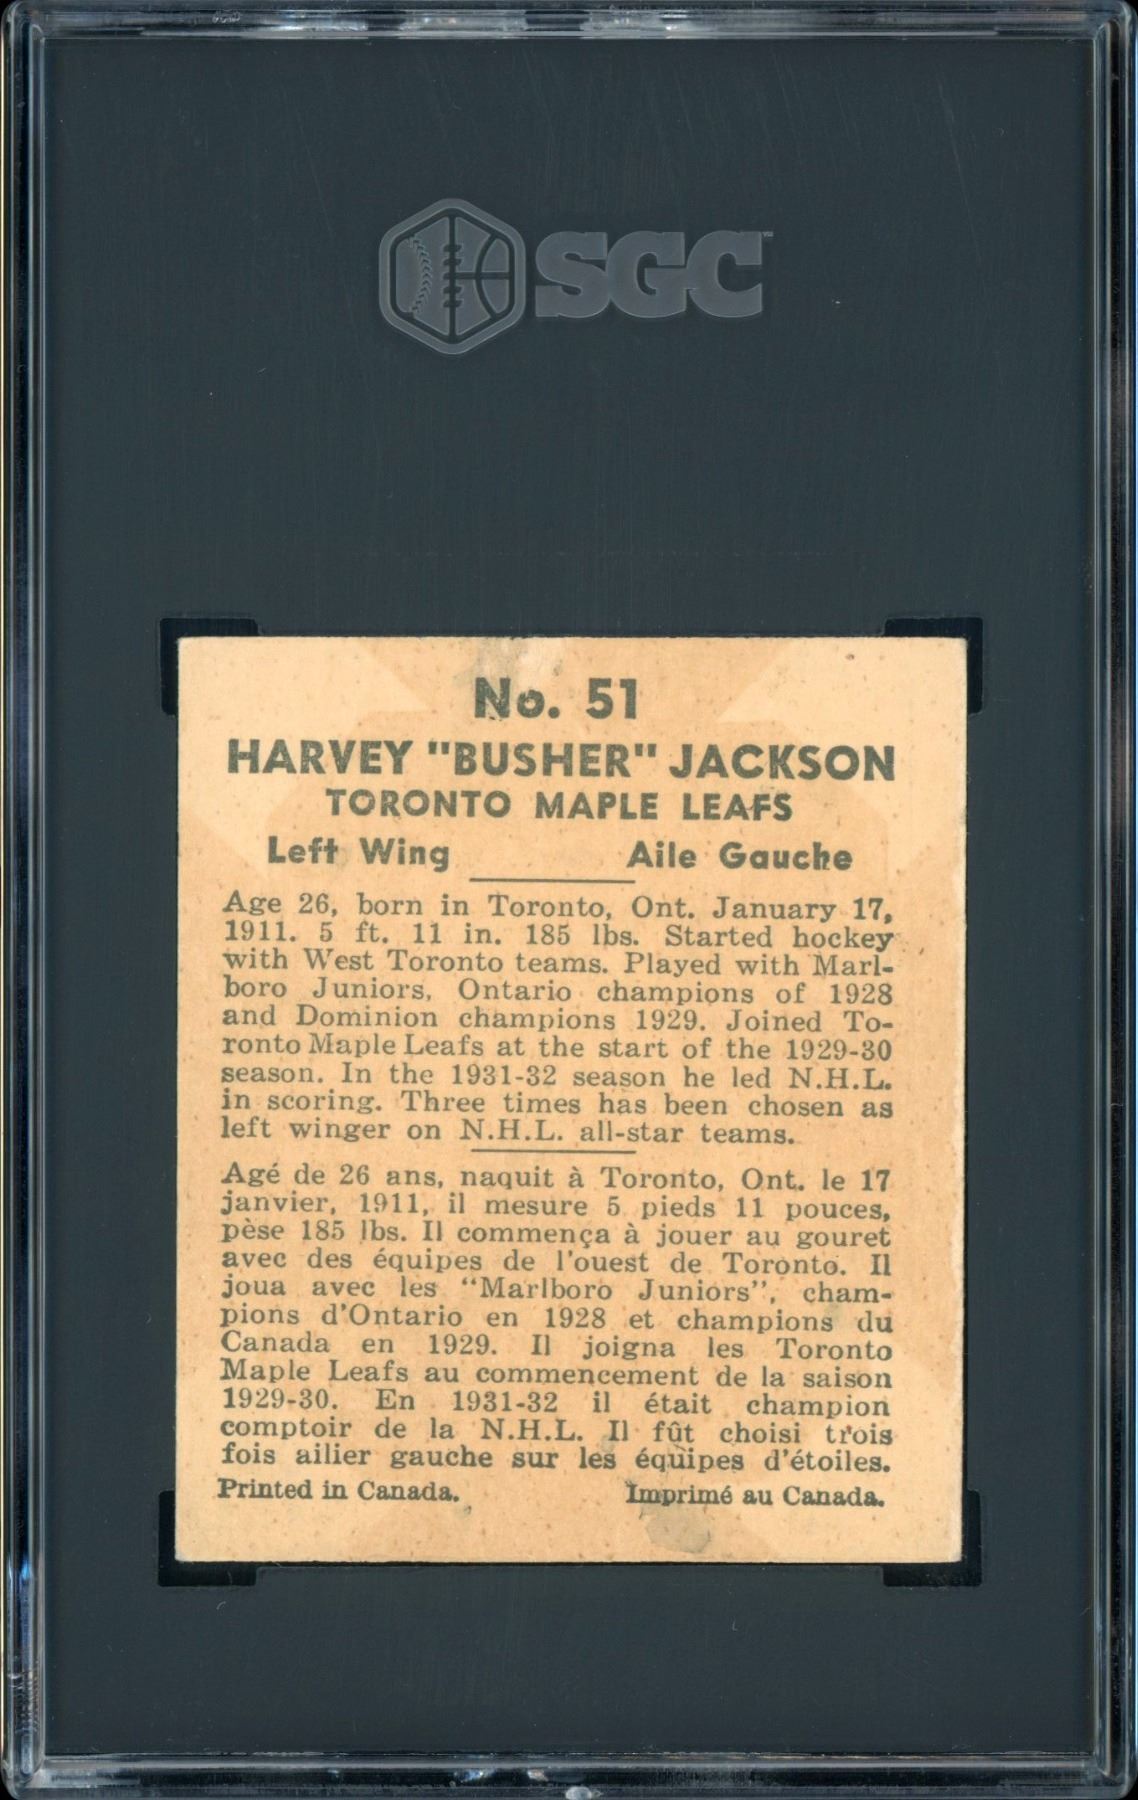 SGC
No. 51
HARVEY "BUSHER" JACKSON
TORONTO MAPLE LEAFS
Left Wing Aile Gauche
Age 26, born in Toronto, Ont. January 17,
1911. 5 ft. 11 in. 185 lbs. Started hockey
with West Toronto teams. Played with Marl-
boro Juniors, Ontario champions of 1928
and Dominion champions 1929. Joined To-
ronto Maple Leafs at the start of the 1929-30
season. In the 1931-32 season he led N.H.L.
in scoring. Three times has been chosen as
left winger on N.H.L. all-star teams.
Agé de 26 ans, naquit à Toronto, Ont. le 17
janvier, 1911, il mesure 5 pieds 11 pouces,
pèse 185 lbs. Il commença à jouer au gouret
avec des équipes de l'ouest de Toronto. Il
joua avec les "Marlboro Juniors", cham-
pions d'Ontario en 1928 et champions du
Canada en 1929. Il joigna les Toronto
Maple Leafs au commencement de la saison
1929-30. En 1931-32 il était champion
comptoir de la N.H.L. Il fût choisi trois
fois ailier gauche sur les équipes d'étoiles.
Printed in Canada. Imprimé au Canada.